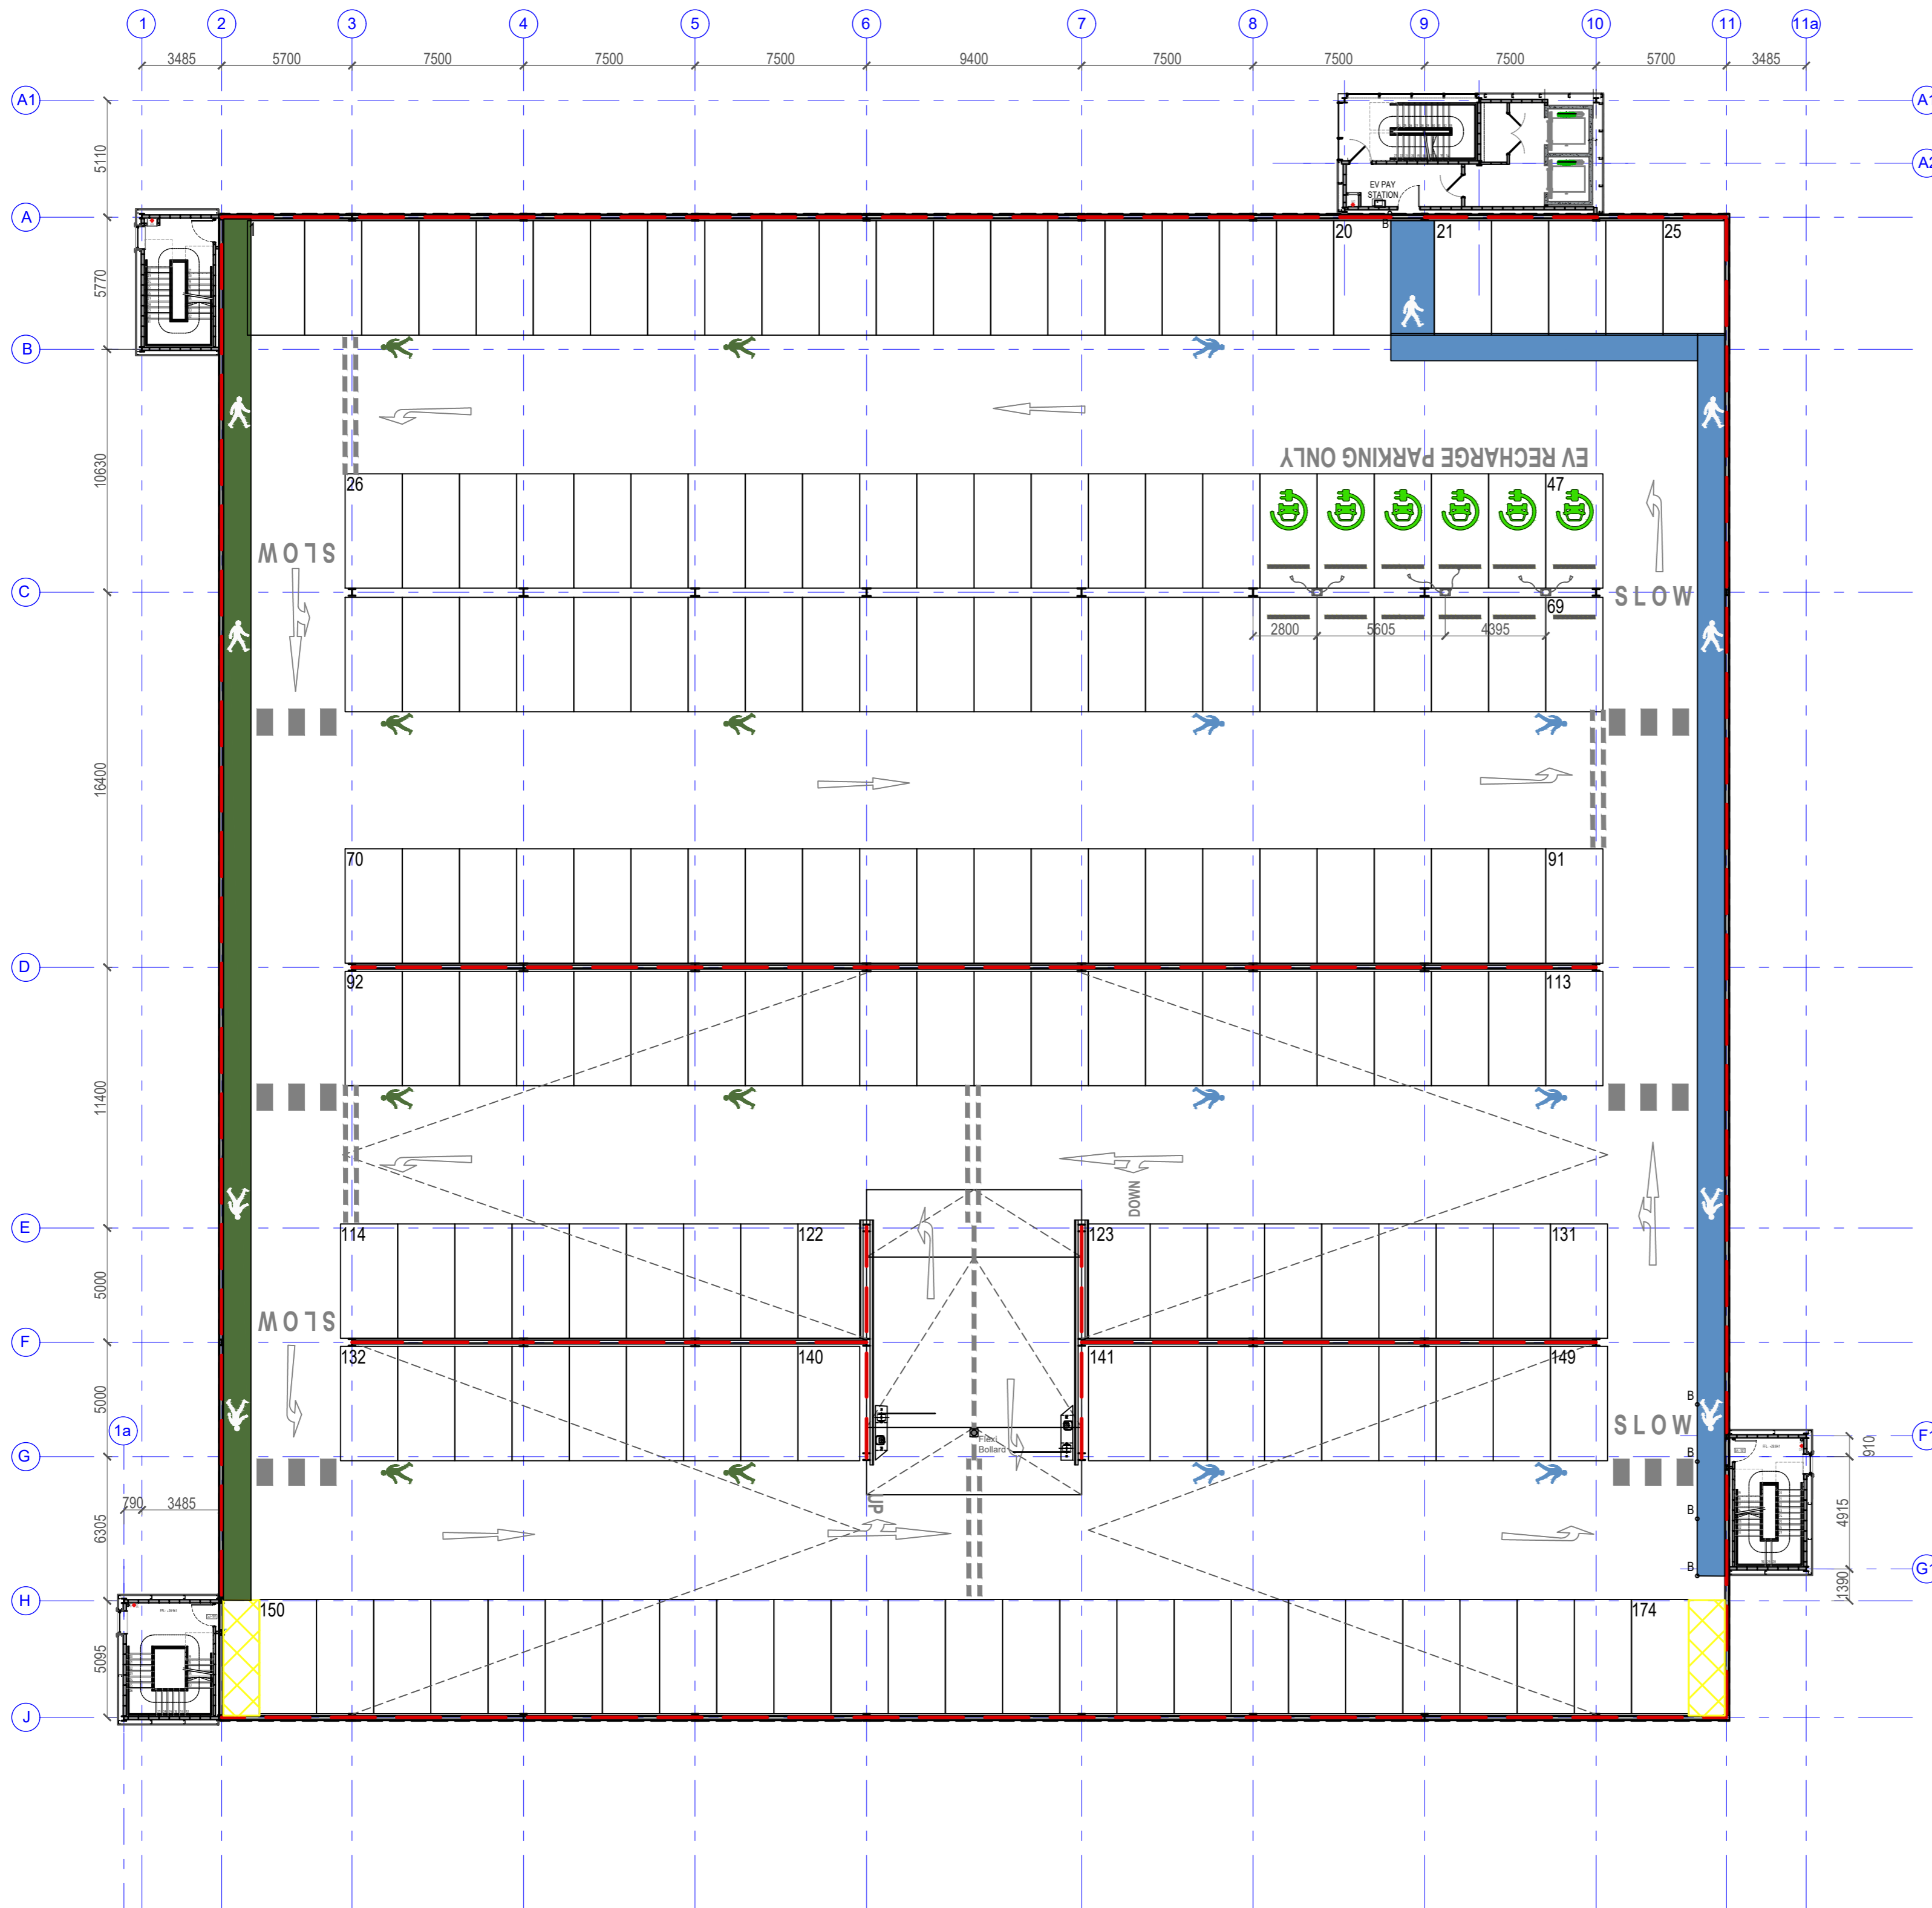 1 2 3 4 5 6 7 8 9 10 11 11a
3485 5700 7500 7500 7500 9400 7500 7500 7500 5700 3485
A1 A1
5110
A2
EV PAY
STATION
A
B
20 21 25
5770
B
10630
EV RECHARGE PARKING ONLY
26 47
SLOW
C
SLOW
69
2800 5605 4395
16400
70 91
D
92 113
11400
DOWN
E
114 122 123 131
5000
SLOW
F
132 140 141 149
5000
B
1a
SLOW
F1
Flexi
Bollard
B
910
G
UP
790 3485
B
4915
6305
B
G1
1390
H
150 174
5095
J